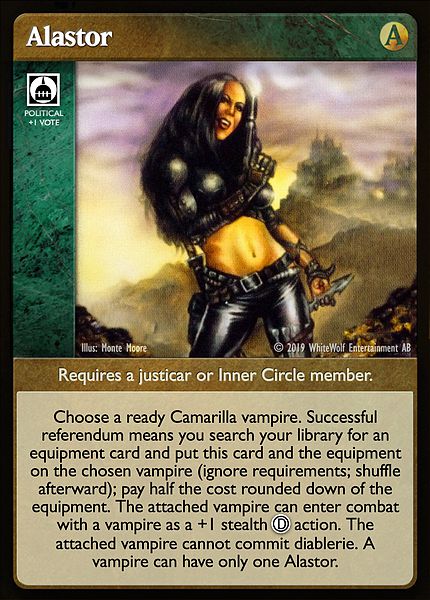 Alastor
A
POLITICAL
+1 VOTE
Illus: Monte Moore
© 2019 WhiteWolf Entertainment AB
Requires a justicar or Inner Circle member.
Choose a ready Camarilla vampire. Successful
referendum means you search your library for an
equipment card and put this card and the equipment
on the chosen vampire (ignore requirements; shuffle
afterward); pay half the cost rounded down of the
equipment. The attached vampire can enter combat
with a vampire as a +1 stealth Ⓓ action. The
attached vampire cannot commit diablerie. A
vampire can have only one Alastor.